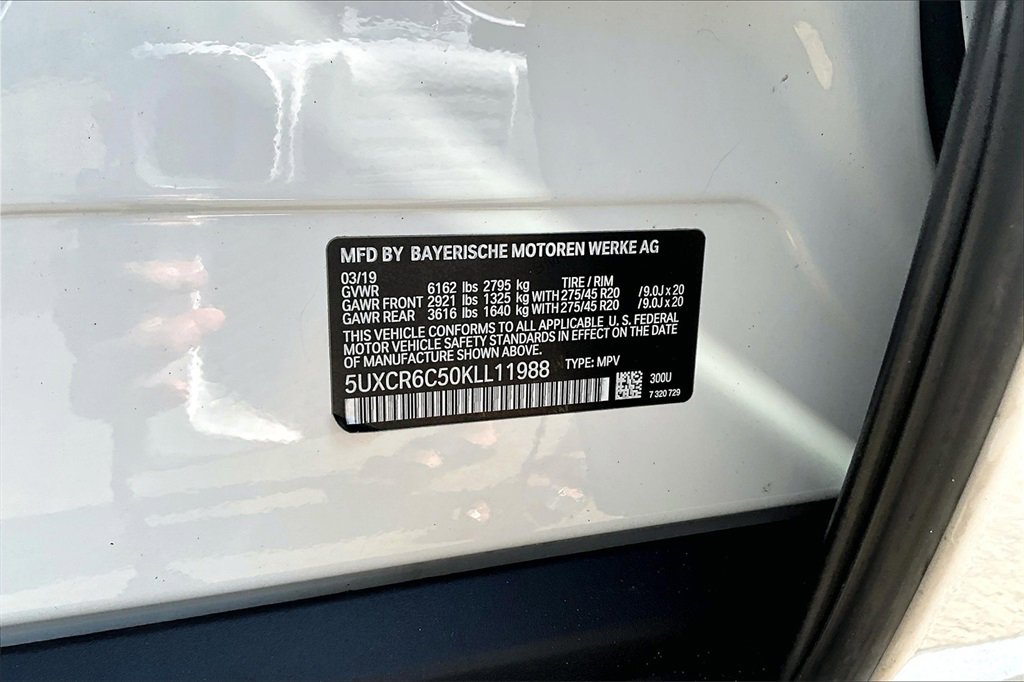 MFD BY BAYERISCHE MOTOREN WERKE AG
03/19
GVWR 6162 lbs 2795 kg TIRE / RIM
GAWR FRONT 2921 lbs 1325 kg WITH 275/45 R20 /9.0J x 20
GAWR REAR 3616 lbs 1640 kg WITH 275/45 R20 /9.0J x 20
THIS VEHICLE CONFORMS TO ALL APPLICABLE U. S. FEDERAL
MOTOR VEHICLE SAFETY STANDARDS IN EFFECT ON THE DATE
OF MANUFACTURE SHOWN ABOVE.
5UXCR6C50KLL11988 TYPE: MPV
300U
7 320 729